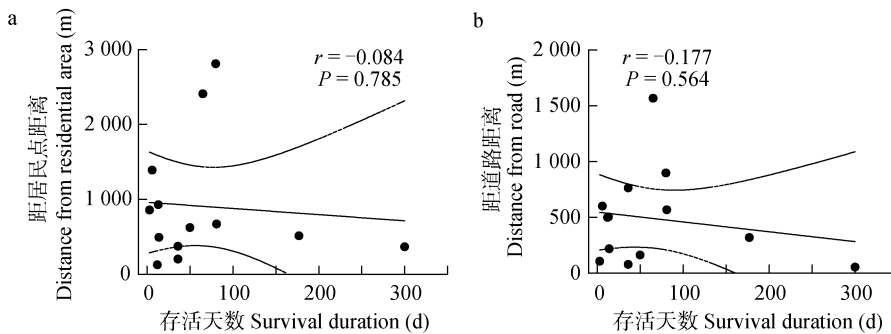 a
距居民点距离
Distance from residential area (m)
3 000
2 000
1 000
0
r = −0.084
P = 0.785
0 100 200 300
存活天数 Survival duration (d)
b
距道路距离
Distance from road (m)
2 000
1 500
1 000
500
0
r = −0.177
P = 0.564
0 100 200 300
存活天数 Survival duration (d)